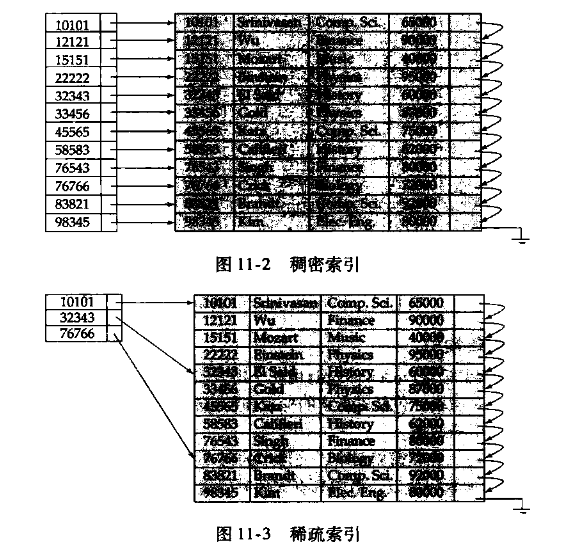 10101 10101 Srinivasan Comp. Sci. 65000
12121 12121 Wu Finance 90000
15151 15151 Mozart Music 40000
22222 22222 Einstein Physics 95000
32343 32343 El Said History 60000
33456 33456 Gold Physics 87000
45565 45565 Katz Comp. Sci. 75000
58583 58583 Califieri History 62000
76543 76543 Singh Finance 80000
76766 76766 Crick Biology 72000
83821 Brandt Comp. Sci.
98345 98345 Kim Elec. Eng. 80000
图 11-2 稠密索引
10101 10101 Srinivasan Comp. Sci. 65000
32343 12121 Wu Finance 90000
76766 15151 Mozart Music 40000
22222 Einstein Physics 95000
32343 El Said History 60000
33456 Gold Physics 87000
45565 Katz Comp. Sci. 75000
58583 Califieri History 62000
76543 Singh Finance 80000
76766 Crick Biology 72000
83821 Brandt Comp. Sci. 92000
98345 Kim Elec. Eng. 80000
图 11-3 稀疏索引